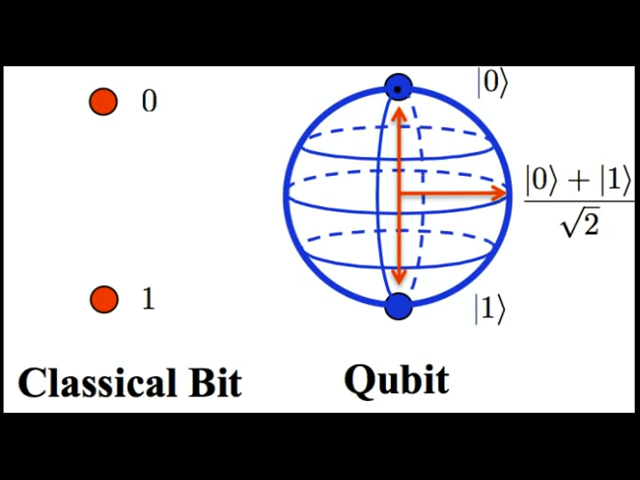 0
1
Classical Bit
|0⟩
|0⟩ + |1⟩
√2
|1⟩
Qubit